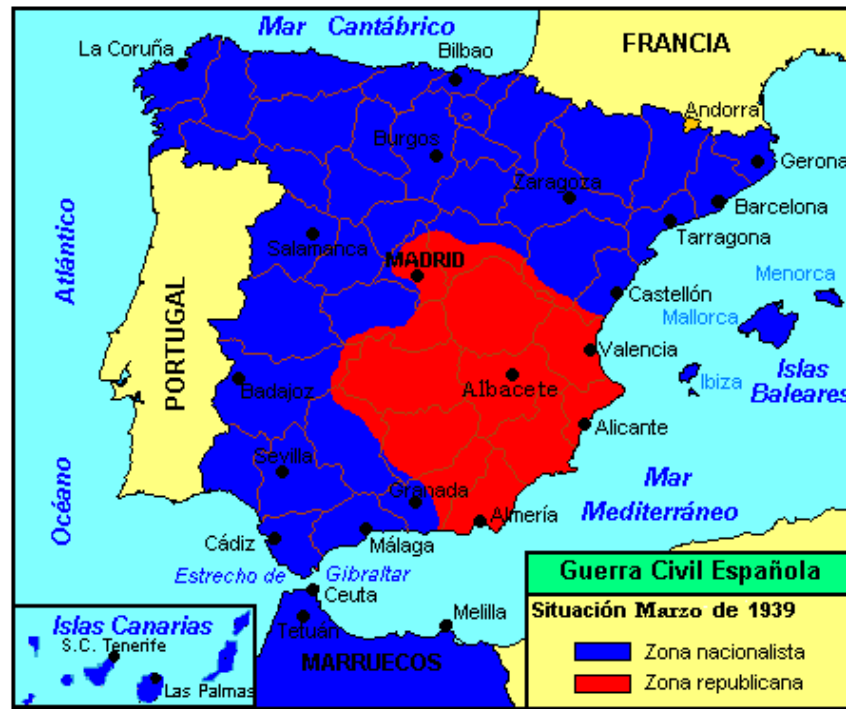 Mar Cantábrico
La Coruña
Bilbao
FRANCIA
Andorra
Burgos
Gerona
Zaragoza
Barcelona
Atlántico
Salamanca
Tarragona
MADRID
Menorca
Castellón
Mallorca
PORTUGAL
Valencia
Islas
Baleares
Ibiza
Badajoz
Albacete
Alicante
Océano
Sevilla
Mar
Mediterráneo
Granada
Almería
Cádiz
Málaga
Estrecho de Gibraltar
Ceuta
Melilla
Tetuán
MARRUECOS
Islas Canarias
S.C. Tenerife
Las Palmas
Guerra Civil Española
Situación Marzo de 1939
Zona nacionalista
Zona republicana